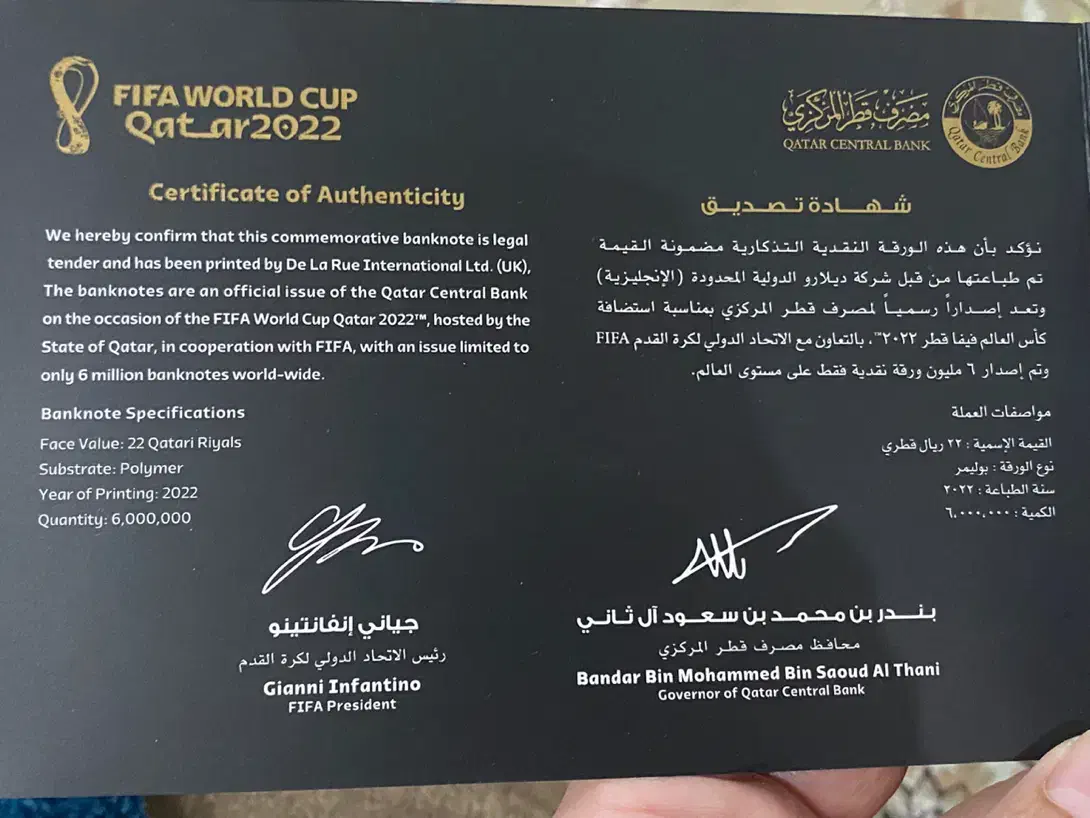 FIFA WORLD CUP
Qatar2022
مصرف قطر المركزي
QATAR CENTRAL BANK
مصرف قطر المركزي
Qatar Central Bank
Certificate of Authenticity
We hereby confirm that this commemorative banknote is legal
tender and has been printed by De La Rue International Ltd. (UK),
The banknotes are an official issue of the Qatar Central Bank
on the occasion of the FIFA World Cup Qatar 2022™, hosted by the
State of Qatar, in cooperation with FIFA, with an issue limited to
only 6 million banknotes world-wide.
Banknote Specifications
Face Value: 22 Qatari Riyals
Substrate: Polymer
Year of Printing: 2022
Quantity: 6,000,000
شهادة تصديق
نؤكد بأن هذه الورقة النقدية التذكارية مضمونة القيمة
تم طباعتها من قبل شركة ديلارو الدولية المحدودة (الإنجليزية)
وتعد إصداراً رسمياً لمصرف قطر المركزي بمناسبة استضافة
كأس العالم فيفا قطر ٢٠٢٢™، بالتعاون مع الاتحاد الدولي لكرة القدم FIFA
وتم إصدار ٦ مليون ورقة نقدية فقط على مستوى العالم.
مواصفات العملة
القيمة الإسمية : ٢٢ ريال قطري
نوع الورقة : بوليمر
سنة الطباعة : ٢٠٢٢
الكمية : ٦,٠٠٠,٠٠٠
جياني إنفانتينو
رئيس الاتحاد الدولي لكرة القدم
Gianni Infantino
FIFA President
بندر بن محمد بن سعود آل ثاني
محافظ مصرف قطر المركزي
Bandar Bin Mohammed Bin Saoud Al Thani
Governor of Qatar Central Bank